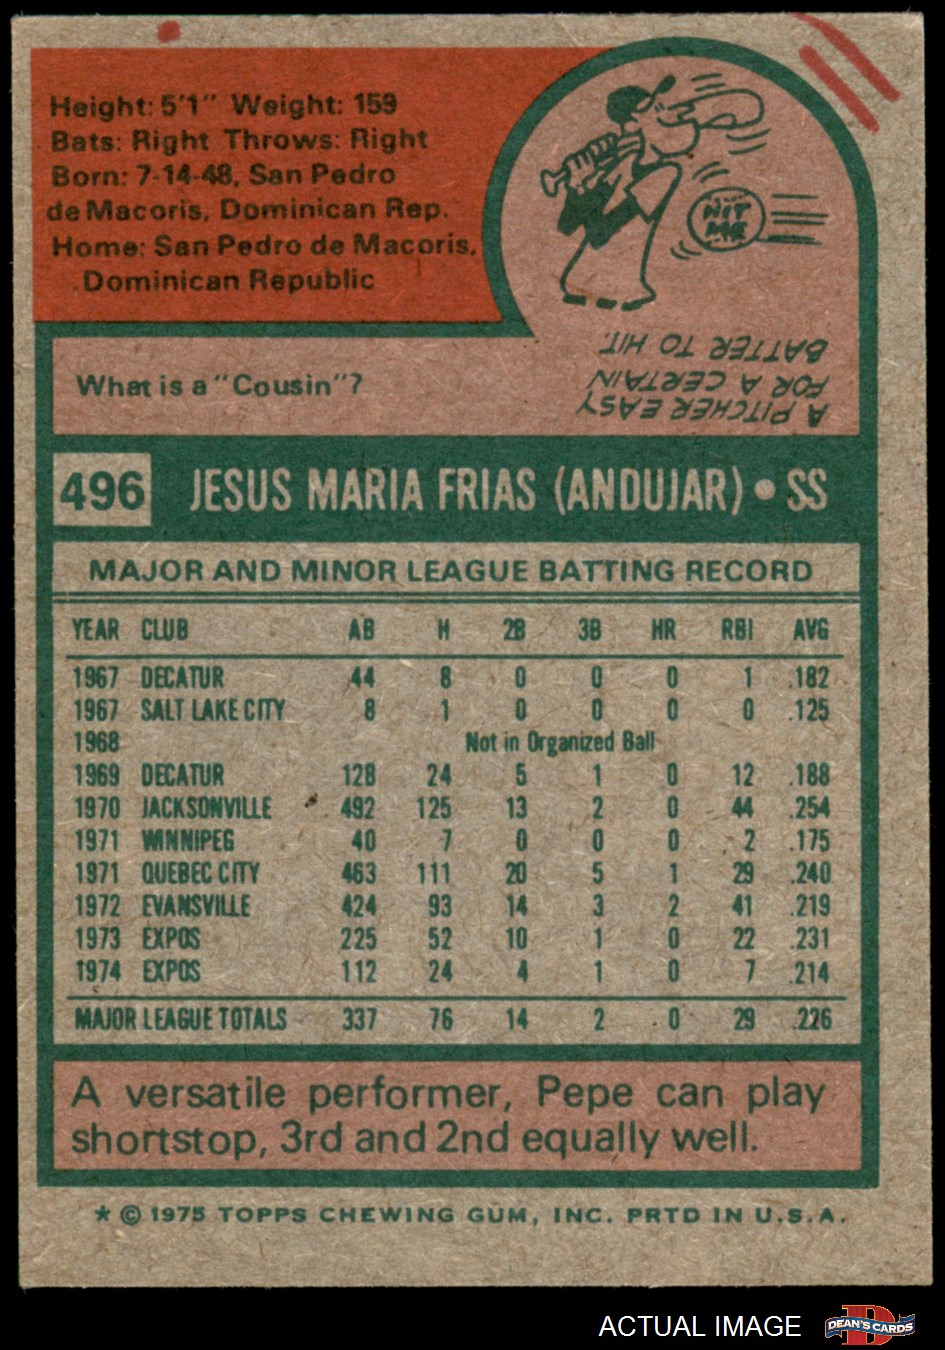 Height: 5'1" Weight: 159
Bats: Right Throws: Right
Born: 7-14-48, San Pedro
de Macoris, Dominican Rep.
Home: San Pedro de Macoris,
Dominican Republic
HIT
ME
What is a "Cousin"?
A PITCHER EASY
FOR A CERTAIN
BATTER TO HIT.
496 JESUS MARIA FRIAS (ANDUJAR) • SS
MAJOR AND MINOR LEAGUE BATTING RECORD
YEAR CLUB AB H 2B 3B HR RBI AVG
1967 DECATUR 44 8 0 0 0 1 .182
1967 SALT LAKE CITY 8 1 0 0 0 0 .125
1968 Not in Organized Ball
1969 DECATUR 128 24 5 1 0 12 .188
1970 JACKSONVILLE 492 125 13 2 0 44 .254
1971 WINNIPEG 40 7 0 0 0 2 .175
1971 QUEBEC CITY 463 111 20 5 1 29 .240
1972 EVANSVILLE 424 93 14 3 2 41 .219
1973 EXPOS 225 52 10 1 0 22 .231
1974 EXPOS 112 24 4 1 0 7 .214
MAJOR LEAGUE TOTALS 337 76 14 2 0 29 .226
A versatile performer, Pepe can play
shortstop, 3rd and 2nd equally well.
* © 1975 TOPPS CHEWING GUM, INC. PRTD IN U.S.A.
ACTUAL IMAGE
D
DEAN'S CARDS